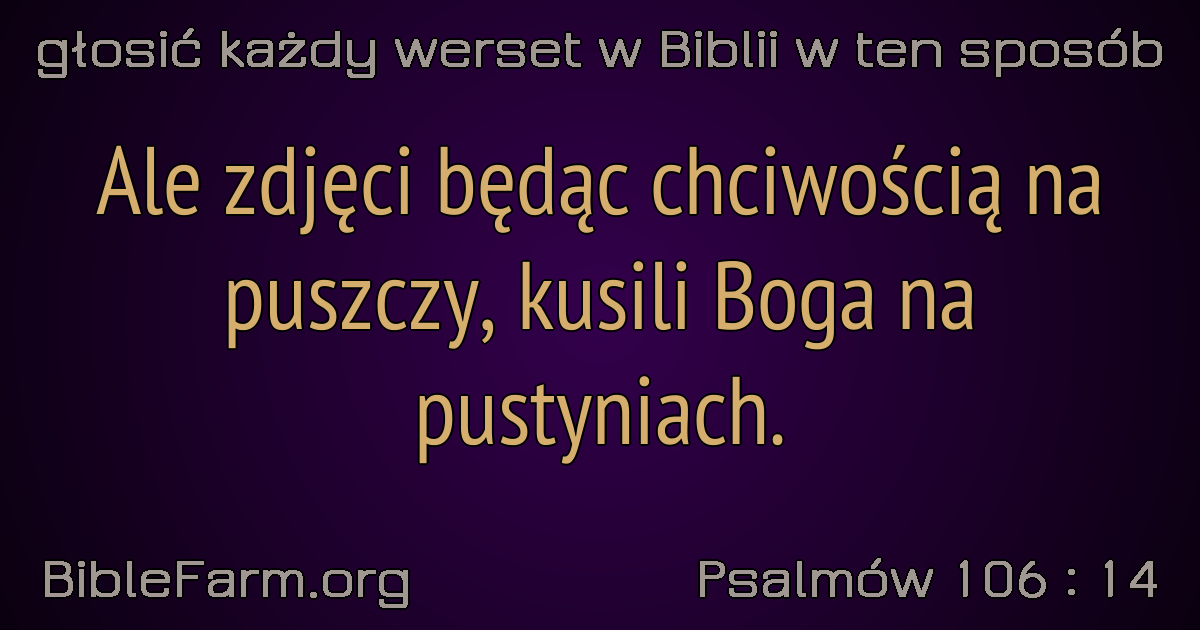 głosić każdy werset w Biblii w ten sposób
Ale zdjęci będąc chciwością na
puszczy, kusili Boga na
pustyniach.
BibleFarm.org
Psalmów 106 : 14